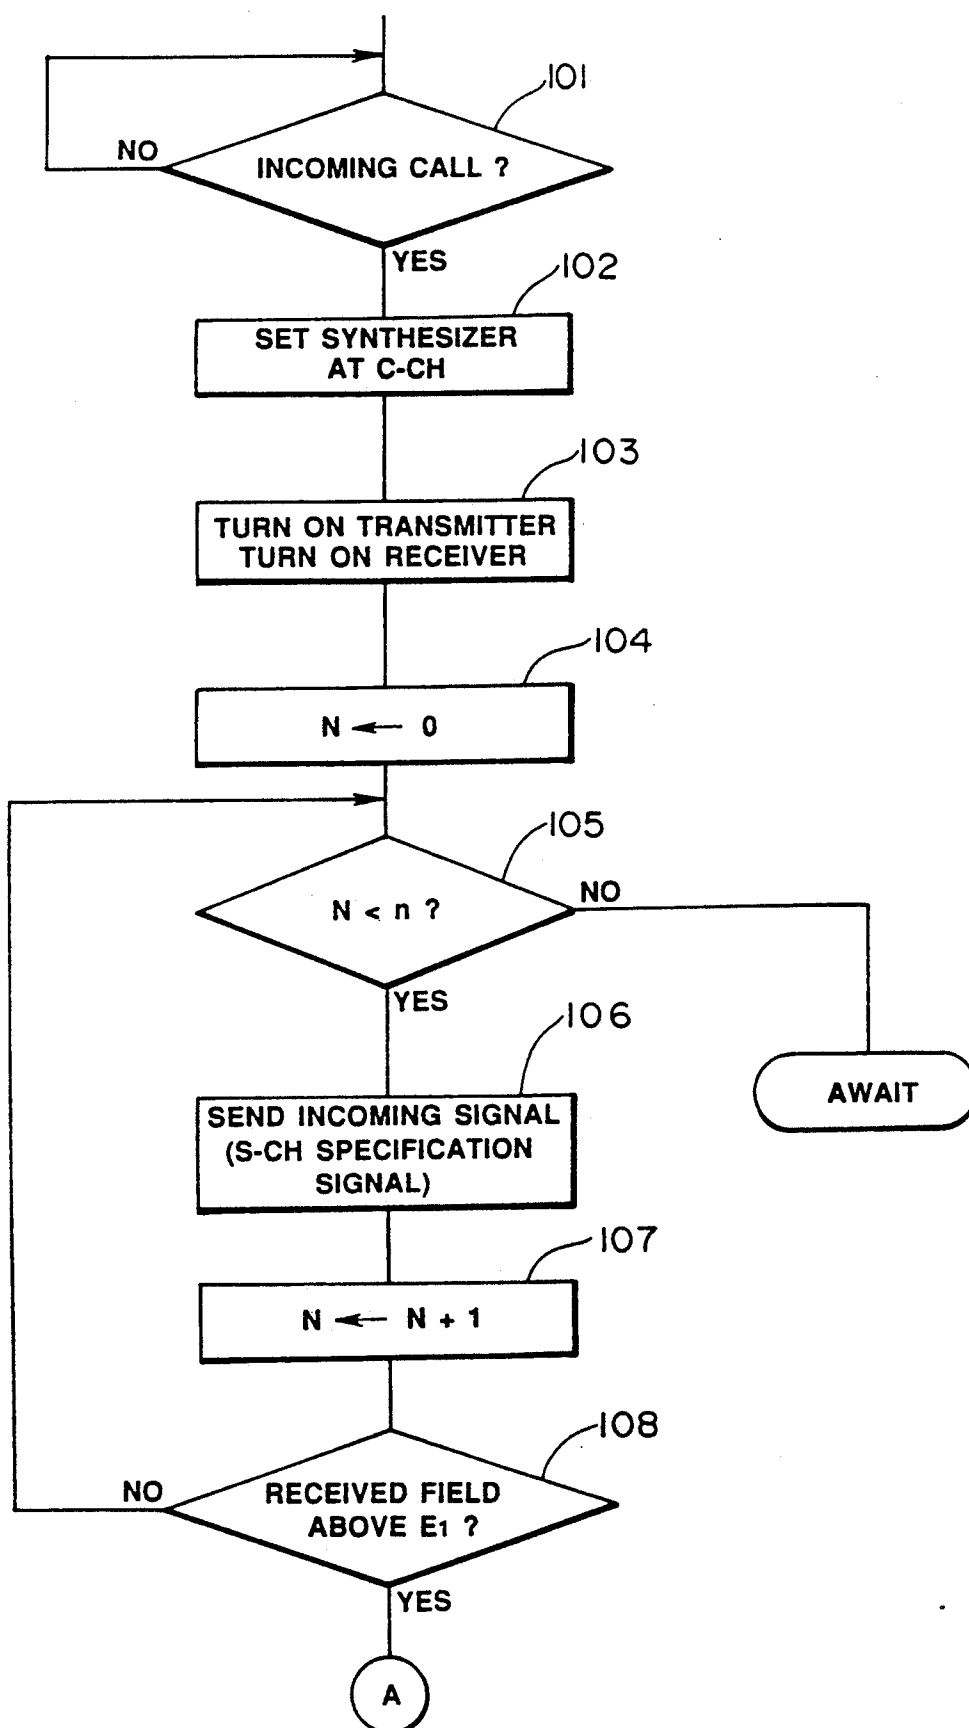 101
NO
INCOMING CALL ?
YES
102
SET SYNTHESIZER
AT C-CH
103
TURN ON TRANSMITTER
TURN ON RECEIVER
104
N ← 0
105
N < n ?
NO
YES
106
SEND INCOMING SIGNAL
(S-CH SPECIFICATION
SIGNAL)
AWAIT
107
N ← N + 1
108
NO
RECEIVED FIELD
ABOVE E1 ?
YES
A